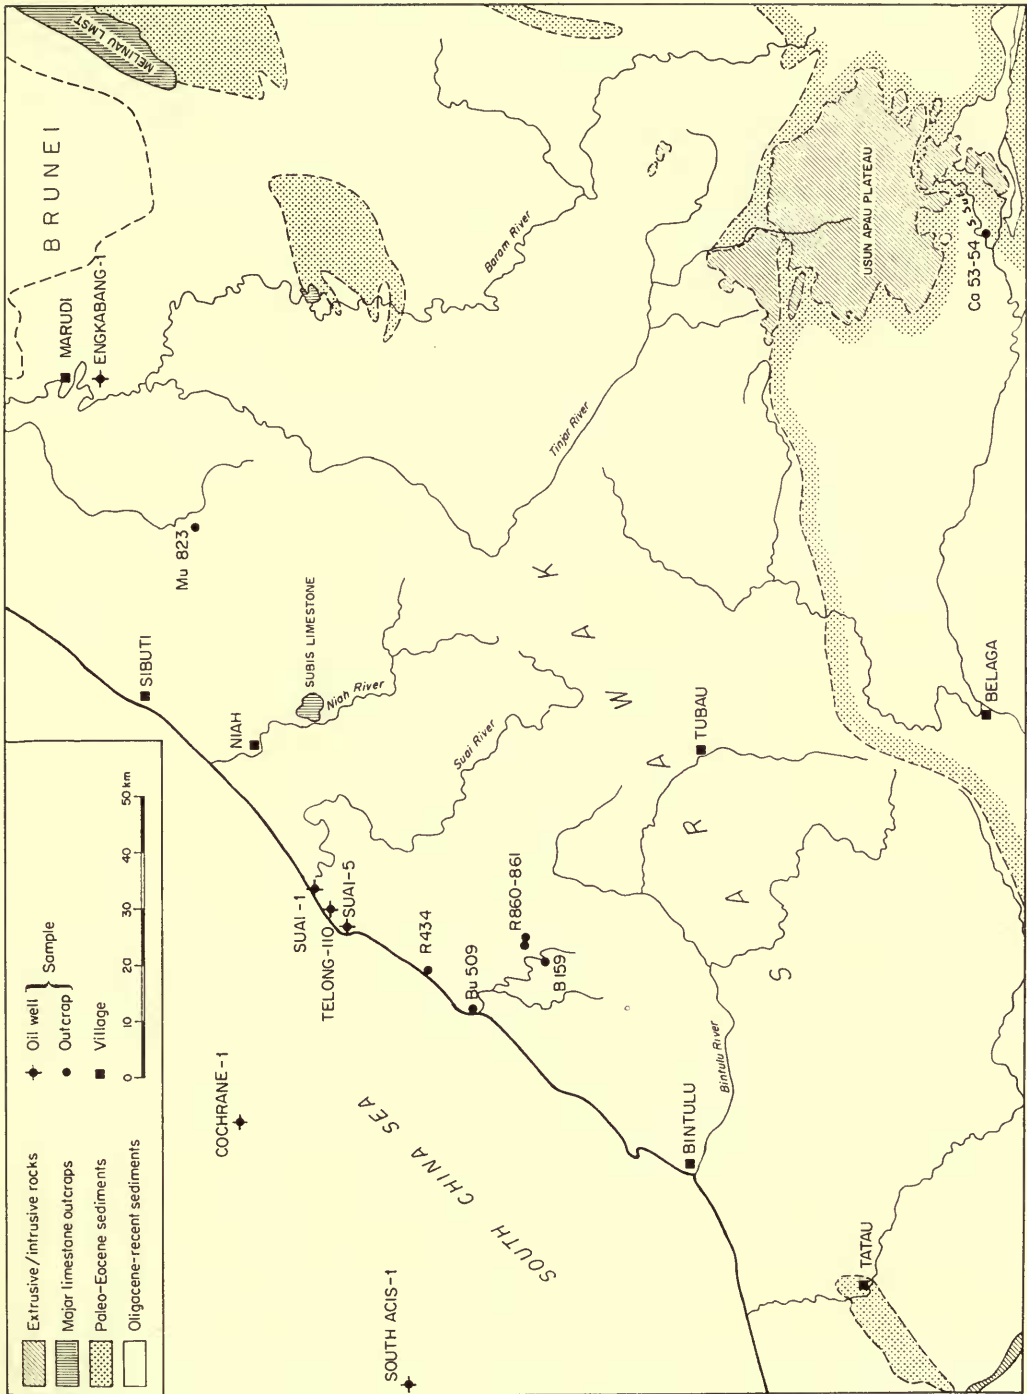 Extrusive/intrusive rocks
Major limestone outcrops
Paleo-Eocene sediments
Oligocene-recent sediments
Oil well
Outcrop
Sample
Village
0 10 20 30 40 50 km
BRUNEI
MELINAU LMST
MARUDI
ENGKABANG-1
Mu 823
SIBUTI
NIAH
SUBIS LIMESTONE
Niah River
Suai River
Baram River
Tinjar River
USUN APAU PLATEAU
Ca 53-54
SUAI-1
TELONG-110
SUAI-5
R434
Bu 509
R860-861
B159
COCHRANE-1
SOUTH ACIS-1
SOUTH CHINA SEA
SARAWAK
TUBAU
BELAGA
BINTULU
Bintulu River
TATAU